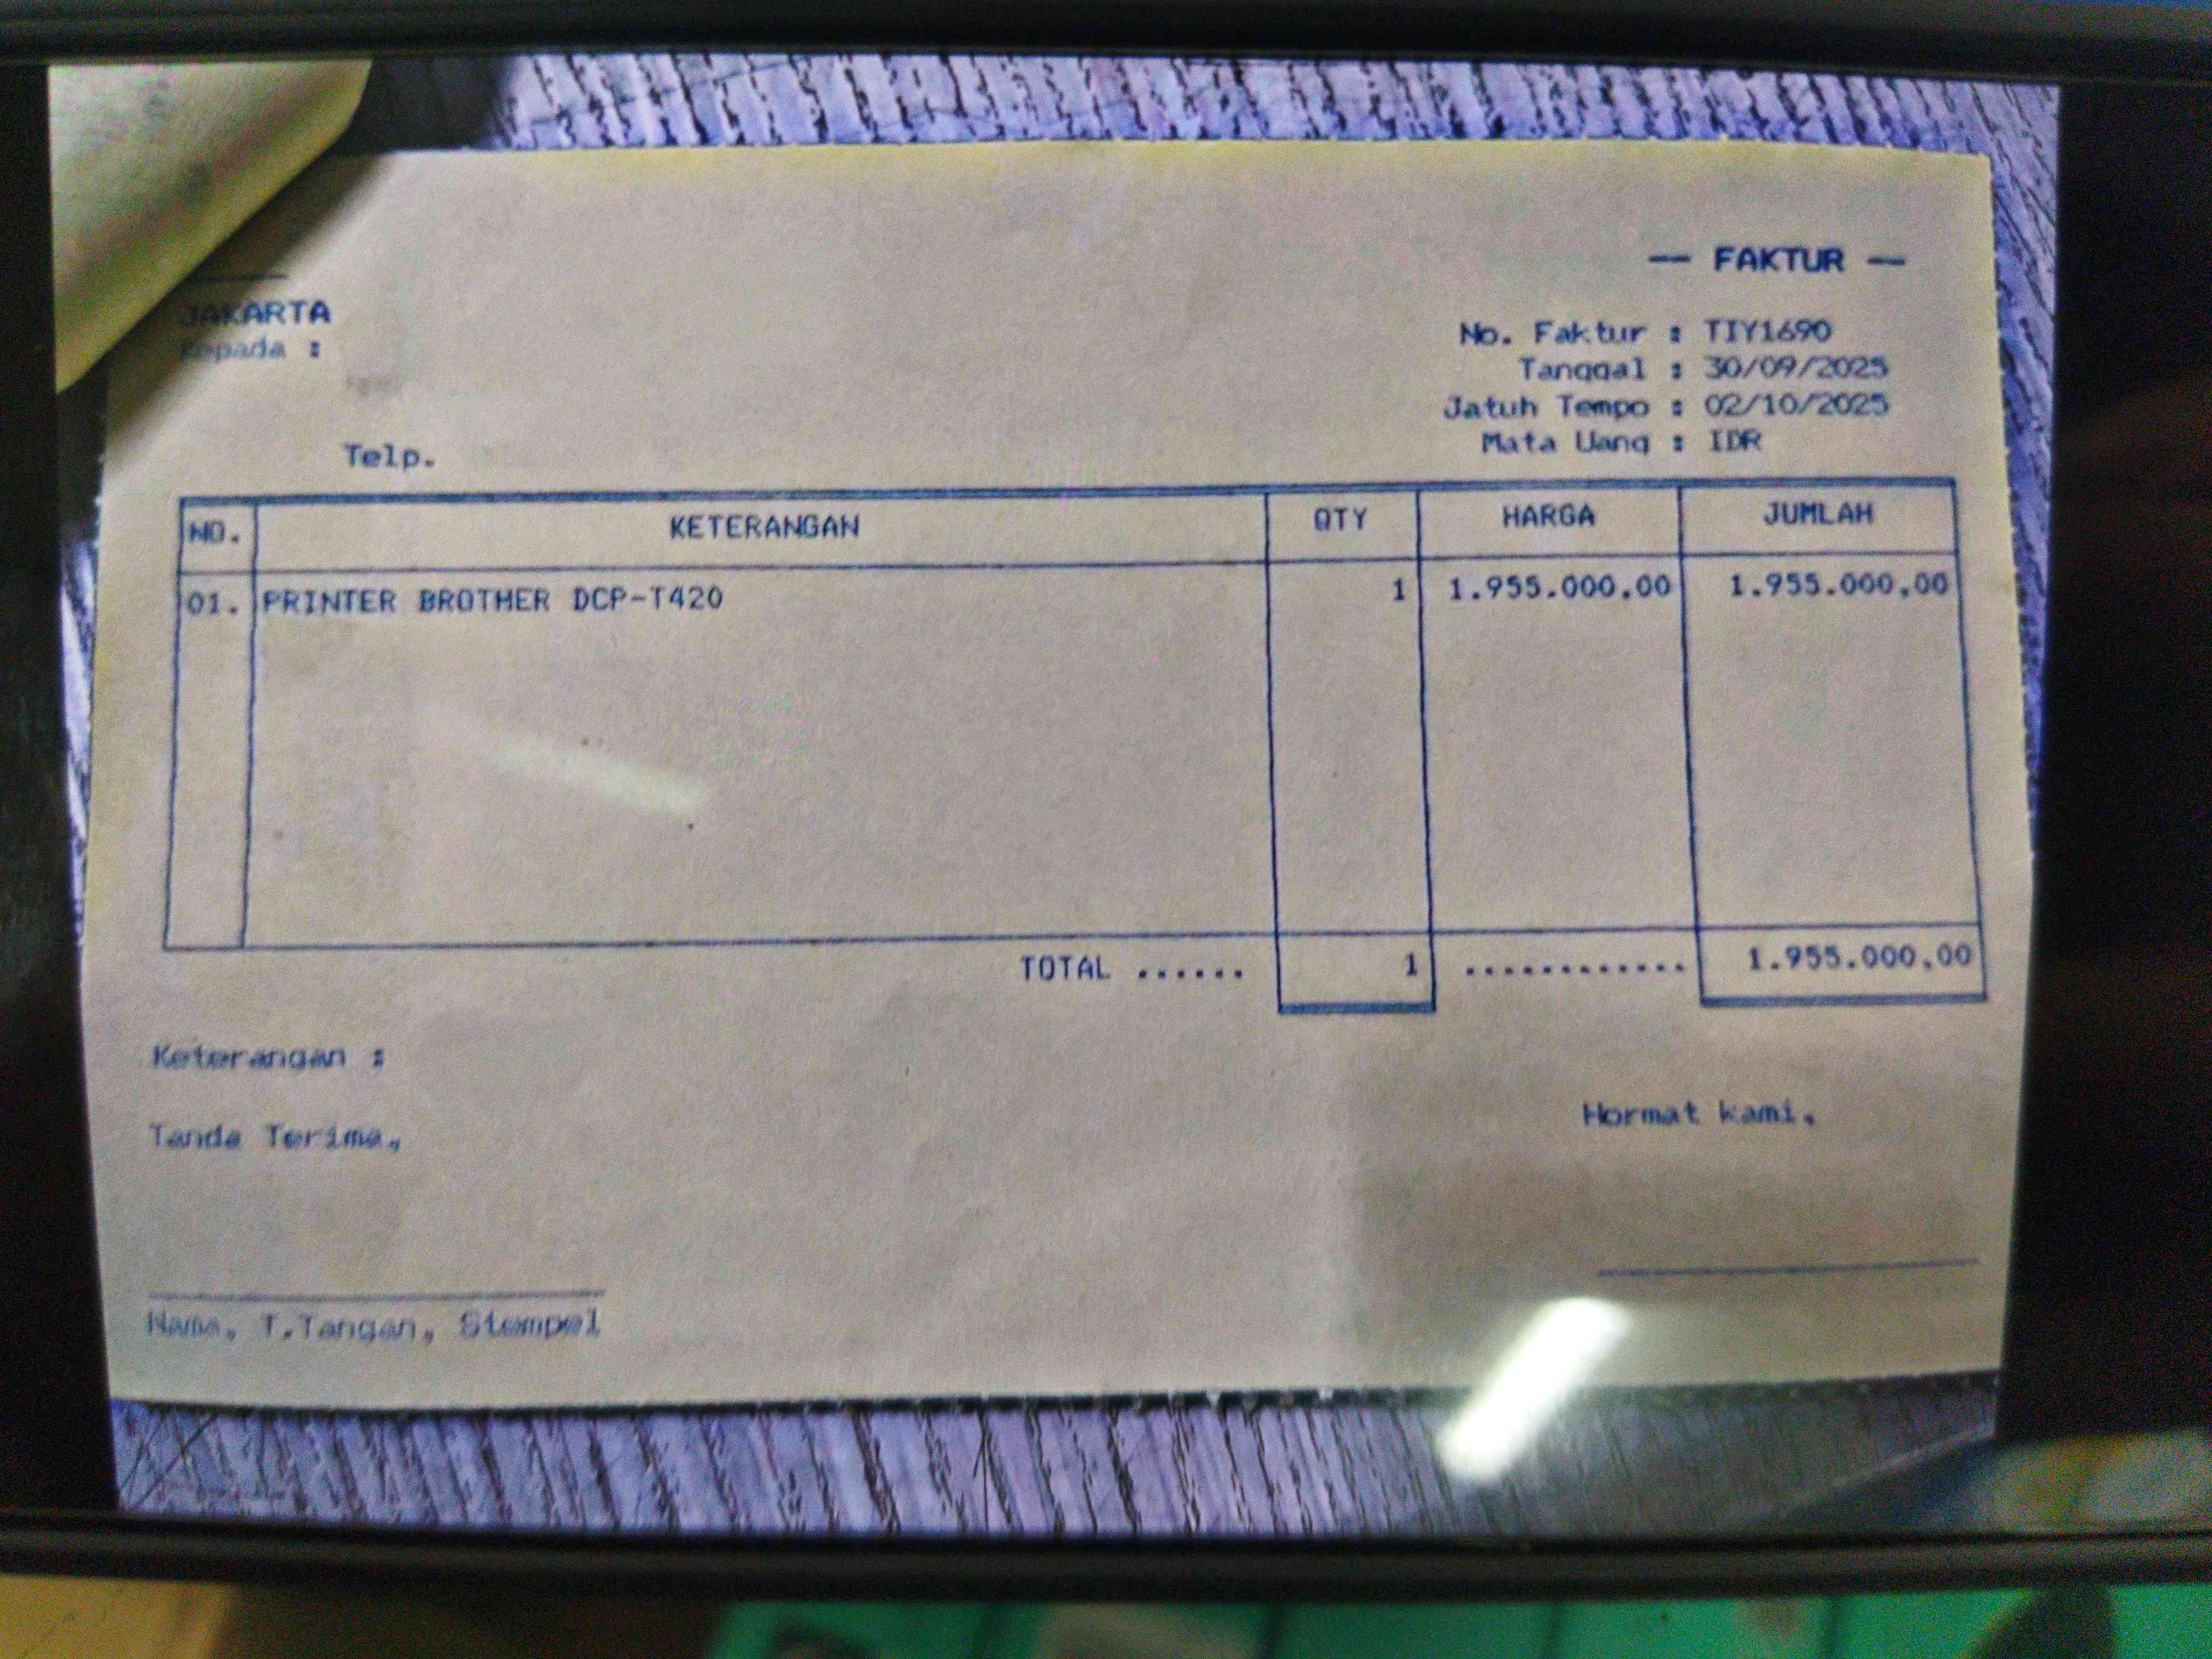 — FAKTUR —
JAKARTA
Kepada :
No. Faktur : TIY1690
Tanggal : 30/09/2025
Jatuh Tempo : 02/10/2025
Mata Uang : IDR
Telp.
NO. KETERANGAN QTY HARGA JUMLAH
01. PRINTER BROTHER DCP-T420 1 1.955.000,00 1.955.000,00
TOTAL ...... 1 ............ 1.955.000,00
Keterangan :
Tanda Terima,
Hormat kami,
Nama, T.Tangan, Stempel